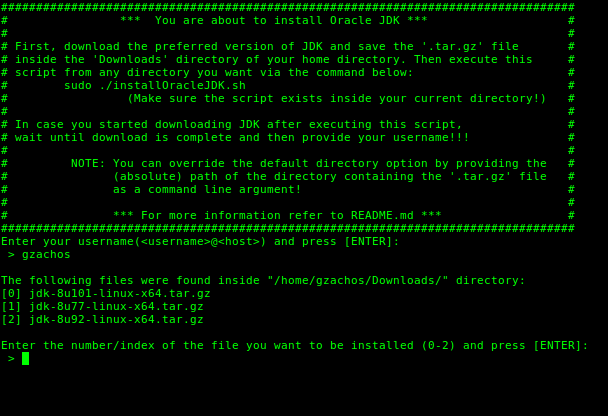 ##################################################################################
#                ***  You are about to install Oracle JDK ***                    #
#                                                                                #
# First, download the preferred version of JDK and save the '.tar.gz' file       #
# inside the 'Downloads' directory of your home directory. Then execute this     #
# script from any directory you want via the command below:                      #
#        sudo ./installOracleJDK.sh                                              #
#                 (Make sure the script exists inside your current directory!)   #
#                                                                                #
# In case you started downloading JDK after executing this script,               #
# wait until download is complete and then provide your username!!!              #
#                                                                                #
#         NOTE: You can override the default directory option by providing the   #
#               (absolute) path of the directory containing the '.tar.gz' file   #
#               as a command line argument!                                      #
#                                                                                #
#               *** For more information refer to README.md ***                  #
##################################################################################
Enter your username(<username>@<host>) and press [ENTER]:
 > gzachos

The following files were found inside "/home/gzachos/Downloads/" directory:
[0] jdk-8u101-linux-x64.tar.gz
[1] jdk-8u77-linux-x64.tar.gz
[2] jdk-8u92-linux-x64.tar.gz

Enter the number/index of the file you want to be installed (0-2) and press [ENTER]:
 >